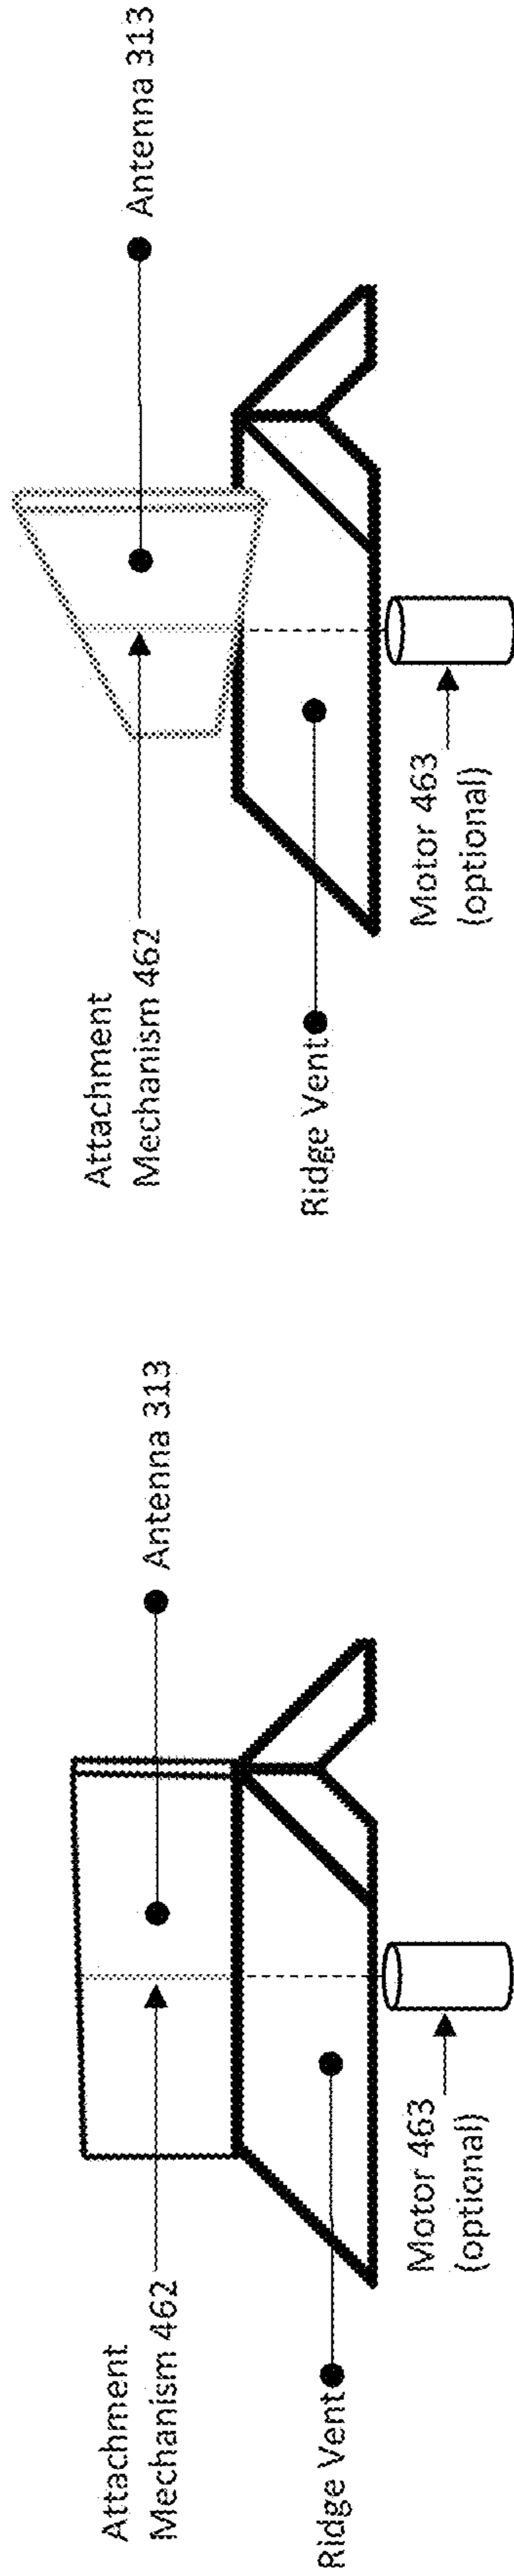 Attachment
Mechanism 462
Antenna 313
Ridge Vent
Motor 463
(optional)
Attachment
Mechanism 462
Antenna 313
Ridge Vent
Motor 463
(optional)